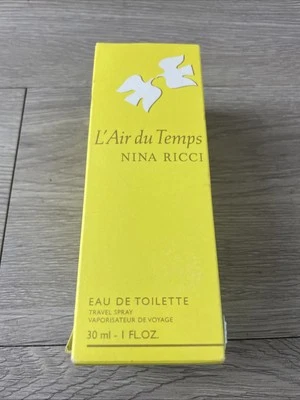 L'Air du Temps
NINA RICCI
EAU DE TOILETTE
TRAVEL SPRAY
VAPORISATEUR DE VOYAGE
30 ml - 1 FL.OZ.